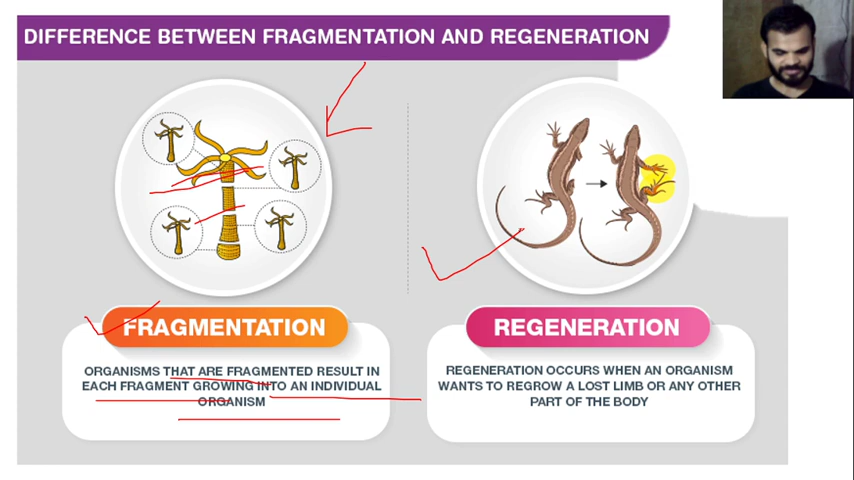 DIFFERENCE BETWEEN FRAGMENTATION AND REGENERATION
FRAGMENTATION
ORGANISMS THAT ARE FRAGMENTED RESULT IN
EACH FRAGMENT GROWING INTO AN INDIVIDUAL
ORGANISM
REGENERATION
REGENERATION OCCURS WHEN AN ORGANISM
WANTS TO REGROW A LOST LIMB OR ANY OTHER
PART OF THE BODY